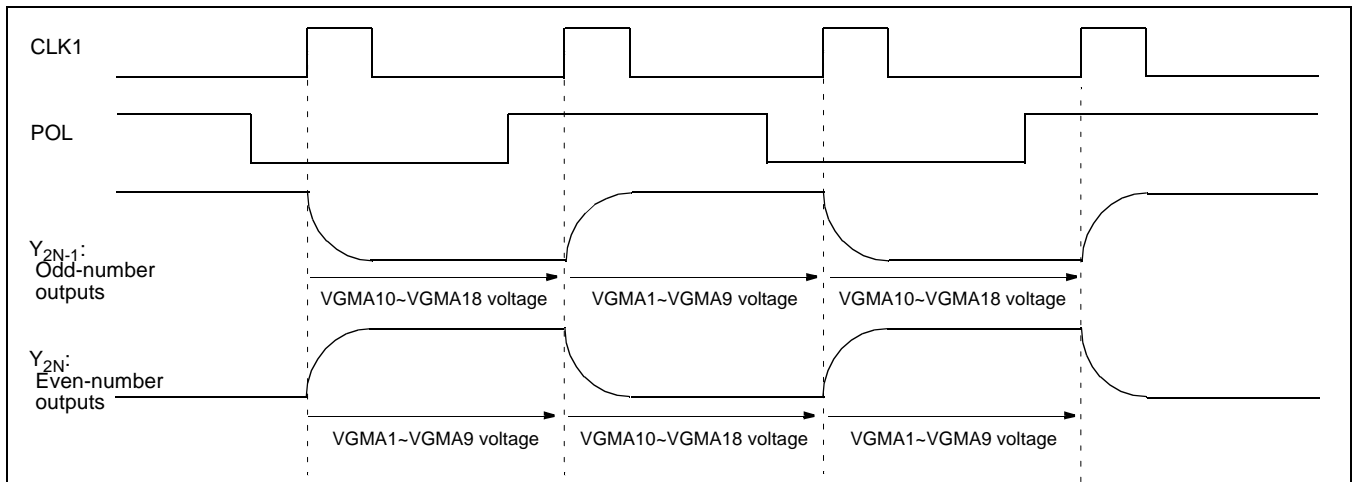 CLK1
POL
Y2N-1:
Odd-number
outputs
VGMA10~VGMA18 voltage
VGMA1~VGMA9 voltage
VGMA10~VGMA18 voltage
Y2N:
Even-number
outputs
VGMA1~VGMA9 voltage
VGMA10~VGMA18 voltage
VGMA1~VGMA9 voltage